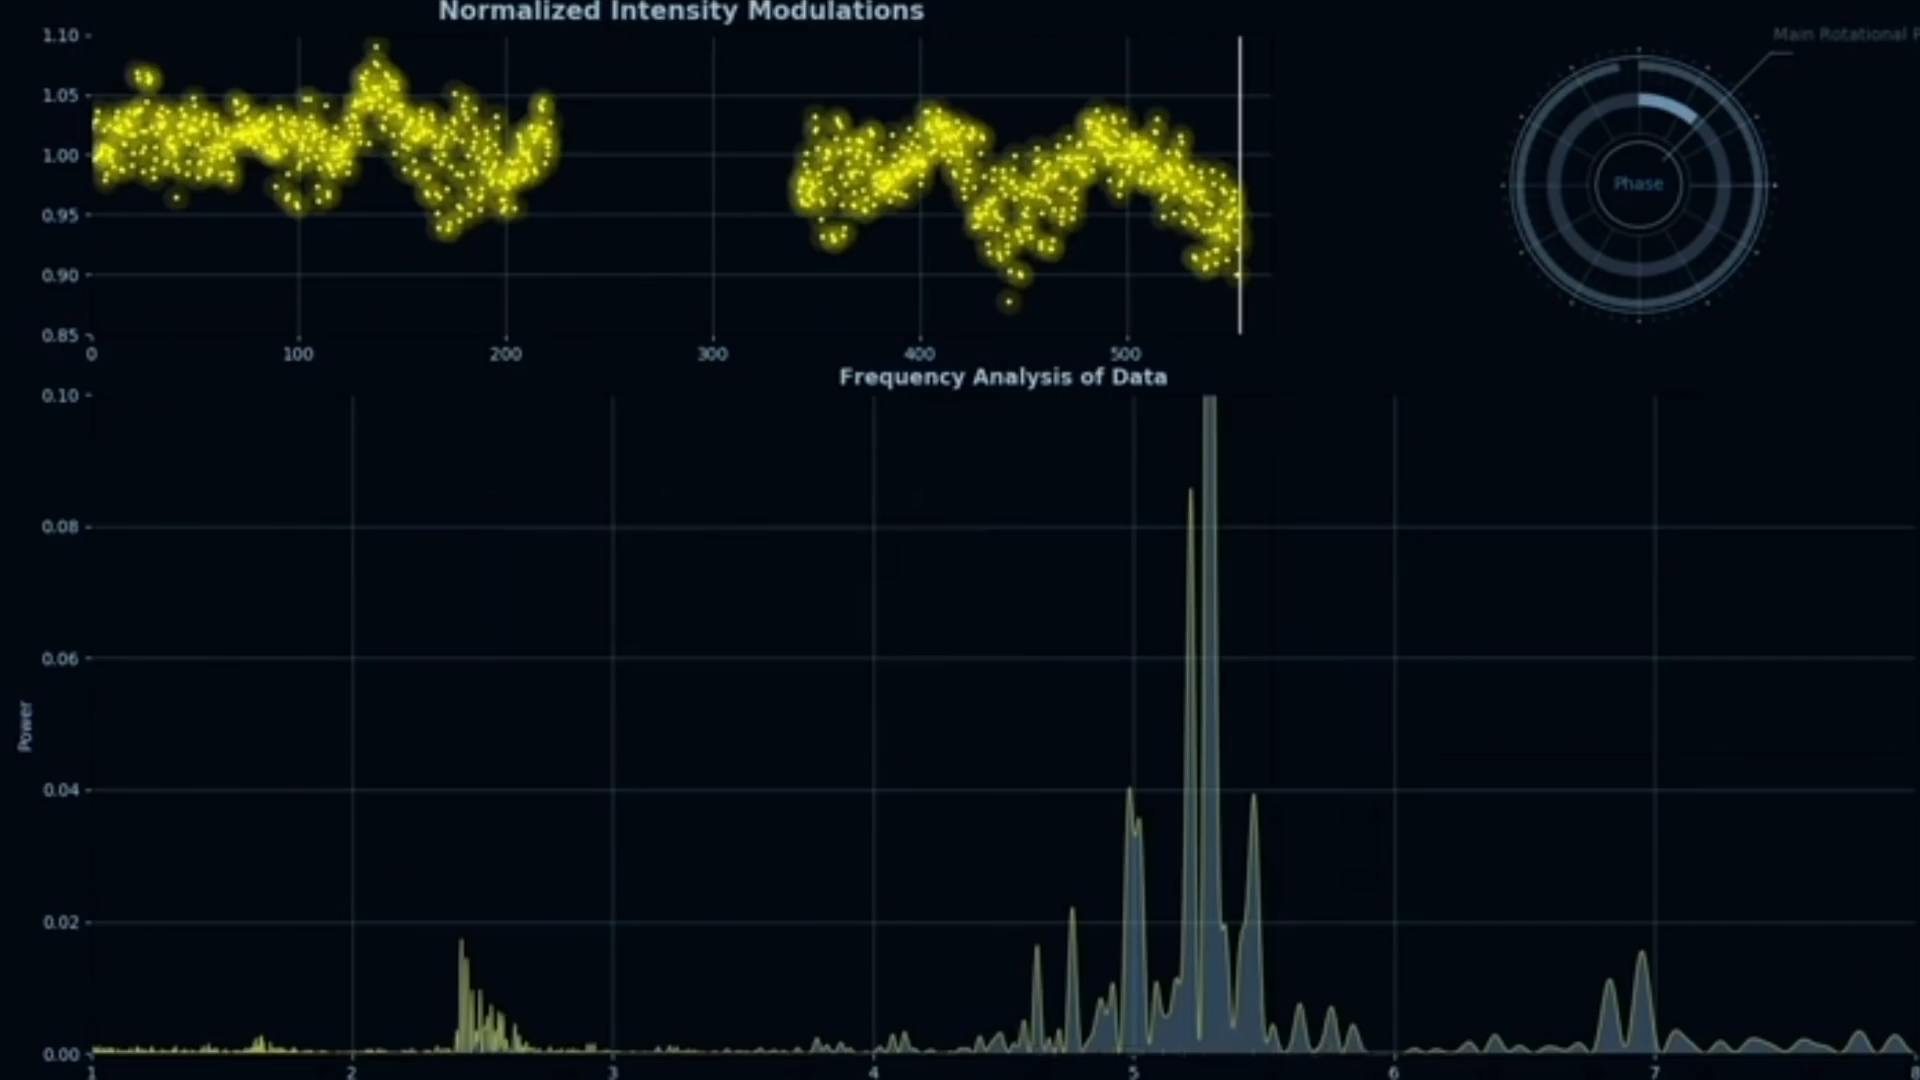 Normalized Intensity Modulations
Main Rotational
1.10
1.05
1.00
0.95
0.90
0.85
Phase
0 100 200 300 400 500
Frequency Analysis of Data
0.10
0.08
0.06
0.04
0.02
0.00
Power
1 2 3 4 5 6 7 8